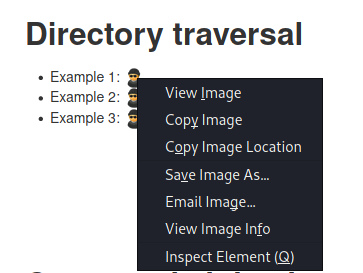 Directory traversal
Example 1:
Example 2:
Example 3:
View Image
Copy Image
Copy Image Location
Save Image As...
Email Image...
View Image Info
Inspect Element (Q)